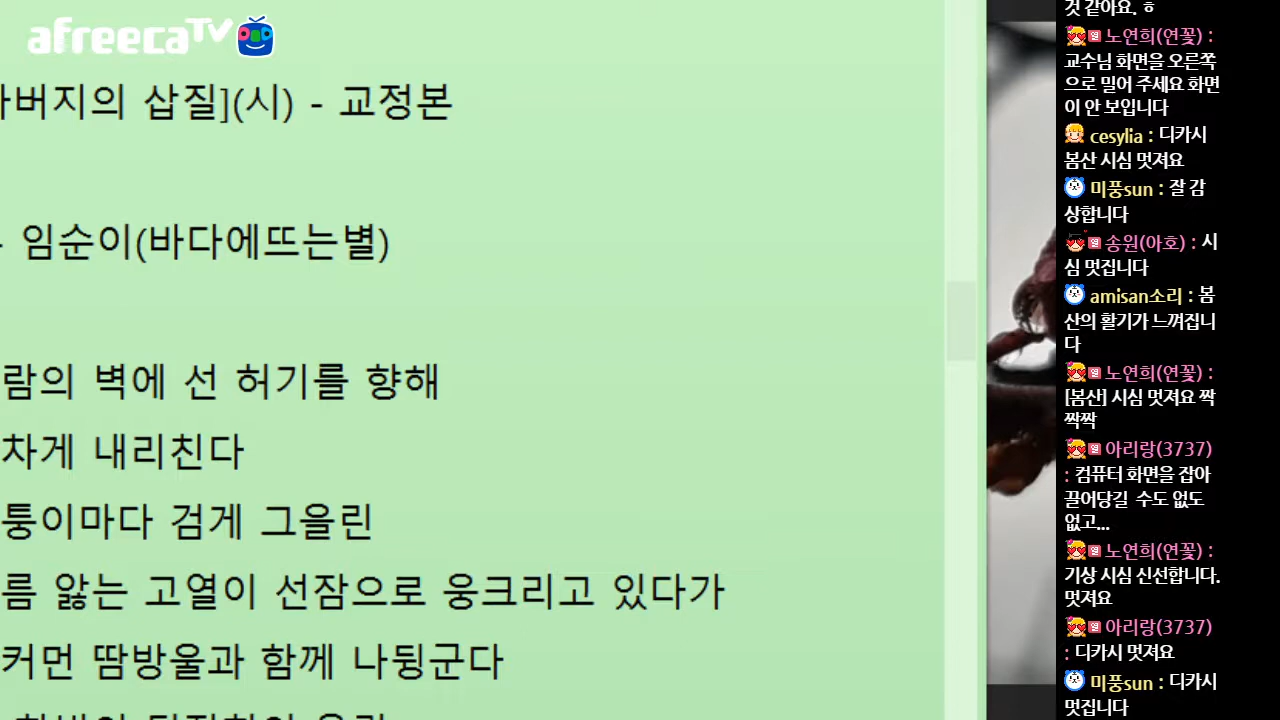 afreecaTV
버지의 삽질](시) - 교정본
임순이(바다에뜨는별)
람의 벽에 선 허기를 향해
차게 내리친다
퉁이마다 검게 그을린
름 앓는 고열이 선잠으로 웅크리고 있다가
커먼 땀방울과 함께 나뒹군다
것 같아요. ㅎ
노연희(연꽃) :
교수님 화면을 오른쪽
으로 밀어 주세요 화면
이 안 보입니다
cesylia : 디카시
봄산 시심 멋져요
미풍sun : 잘 감
상합니다
송원(아호) : 시
심 멋집니다
amisan소리 : 봄
산의 활기가 느껴집니
다
노연희(연꽃) :
[봄산] 시심 멋져요 짝
짝짝
아리랑(3737)
: 컴퓨터 화면을 잡아
끌어당길 수도 없도
없고...
노연희(연꽃) :
기상 시심 신선합니다.
멋져요
아리랑(3737)
: 디카시 멋져요
미풍sun : 디카시
멋집니다